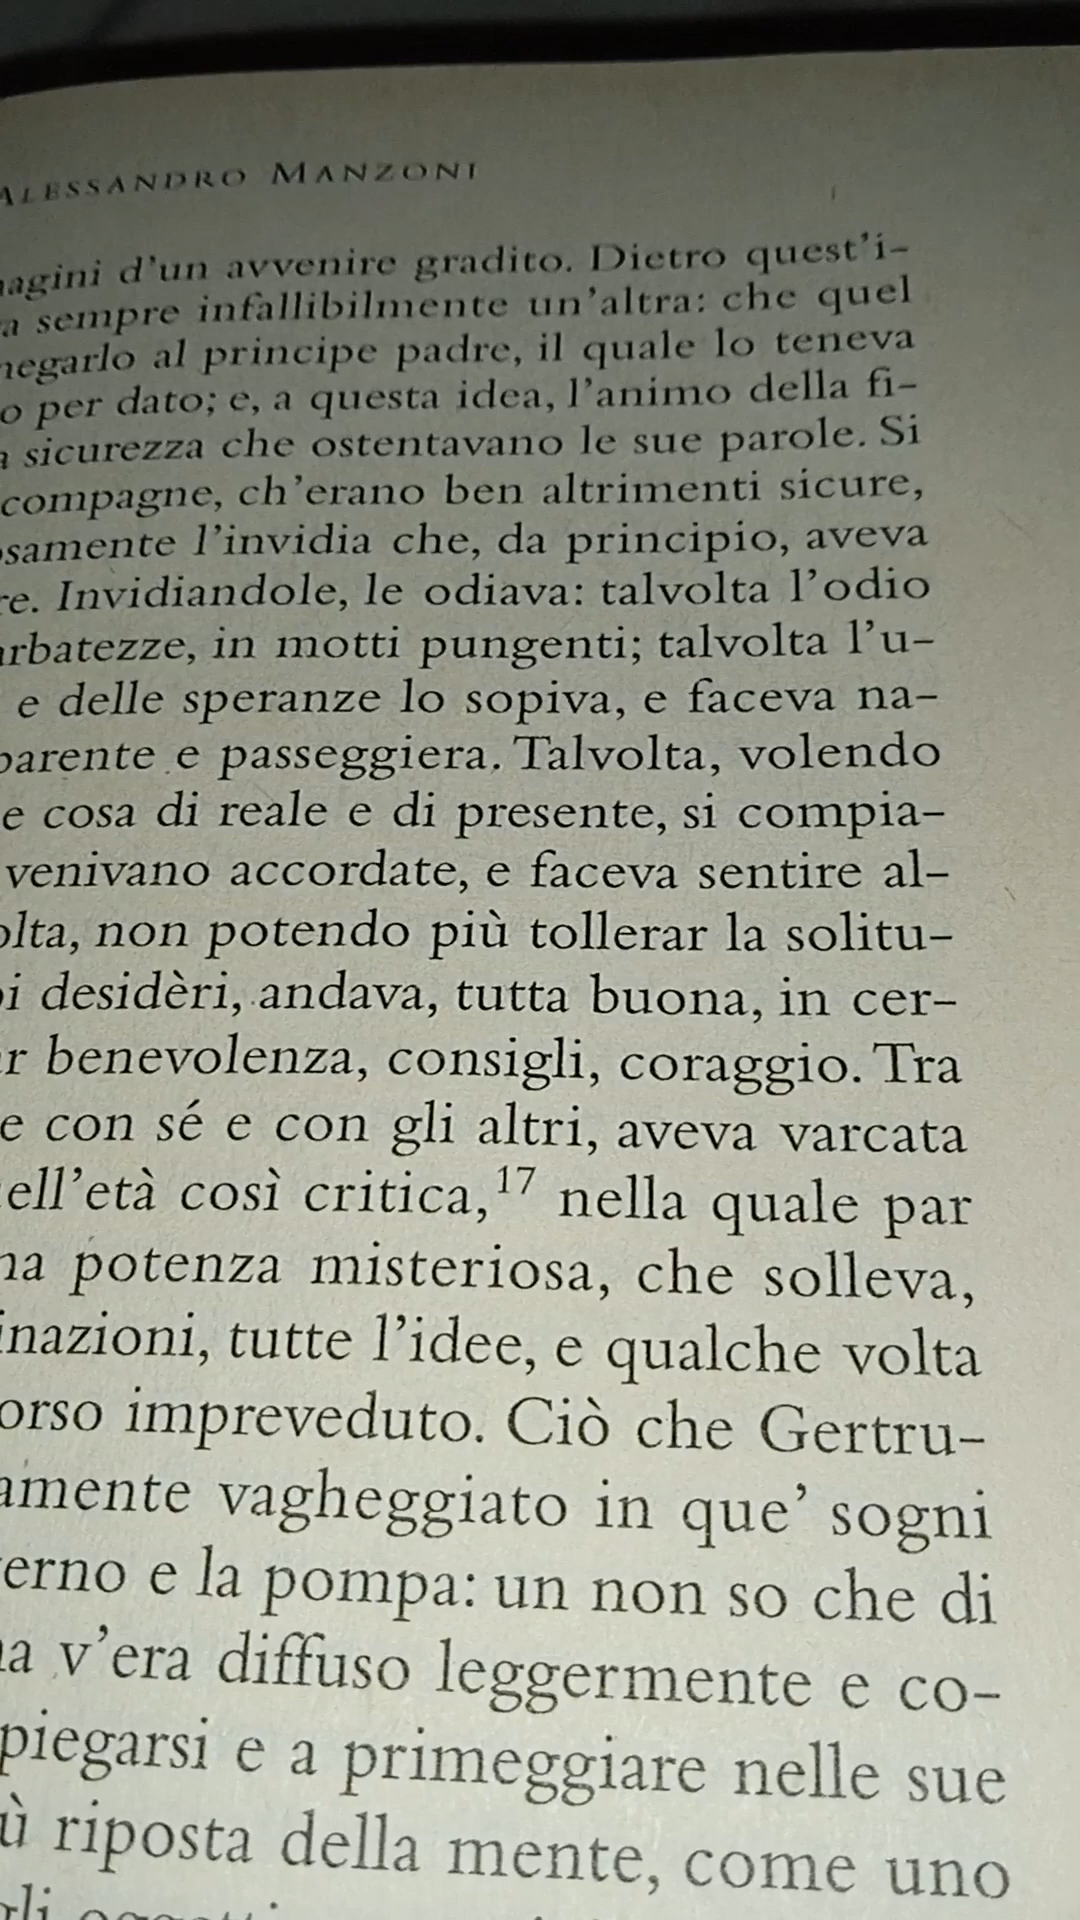 ALESSANDRO MANZONI
magini d'un avvenire gradito. Dietro quest'i-
a sempre infallibilmente un'altra: che quel
negarlo al principe padre, il quale lo teneva
o per dato; e, a questa idea, l'animo della fi-
a sicurezza che ostentavano le sue parole. Si
compagne, ch'erano ben altrimenti sicure,
osamente l'invidia che, da principio, aveva
re. Invidiandole, le odiava: talvolta l'odio
arbatezze, in motti pungenti; talvolta l'u-
e delle speranze lo sopiva, e faceva na-
parente e passeggiera. Talvolta, volendo
e cosa di reale e di presente, si compia-
venivano accordate, e faceva sentire al-
olta, non potendo più tollerar la solitu-
oi desidèri, andava, tutta buona, in cer-
ar benevolenza, consigli, coraggio. Tra
e con sé e con gli altri, aveva varcata
ell'età così critica,17 nella quale par
na potenza misteriosa, che solleva,
inazioni, tutte l'idee, e qualche volta
orso impreveduto. Ciò che Gertru-
amente vagheggiato in que' sogni
erno e la pompa: un non so che di
na v'era diffuso leggermente e co-
piegarsi e a primeggiare nelle sue
ù riposta della mente, come uno